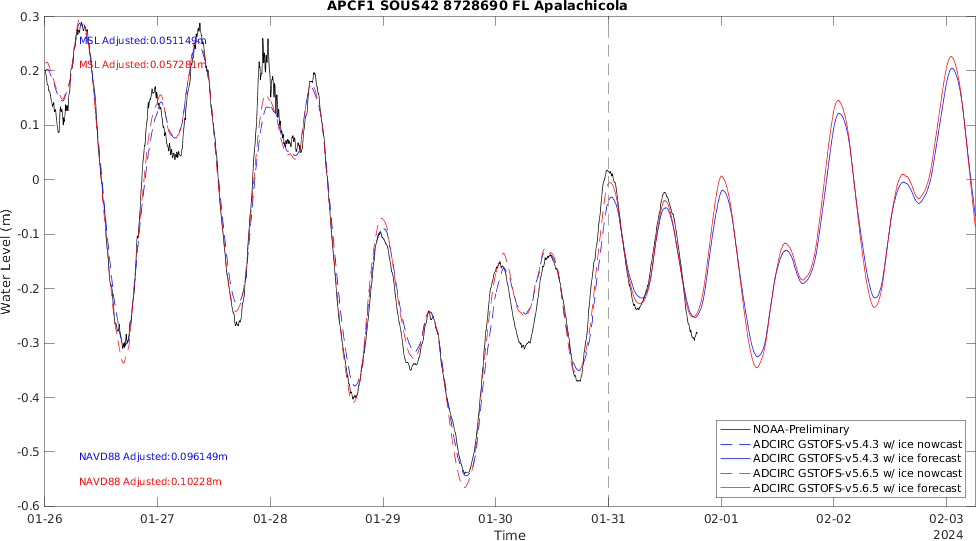 APCF1 SOUS42 8728690 FL Apalachicola
0.3
0.2
0.1
0
-0.1
-0.2
-0.3
-0.4
-0.5
-0.6
Water Level (m)
MSL Adjusted:0.051149m
MSL Adjusted:0.057281m
NAVD88 Adjusted:0.096149m
NAVD88 Adjusted:0.10228m
NOAA-Preliminary
ADCIRC GSTOFS-v5.4.3 w/ ice nowcast
ADCIRC GSTOFS-v5.4.3 w/ ice forecast
ADCIRC GSTOFS-v5.6.5 w/ ice nowcast
ADCIRC GSTOFS-v5.6.5 w/ ice forecast
01-26 01-27 01-28 01-29 01-30 01-31 02-01 02-02 02-03
Time
2024